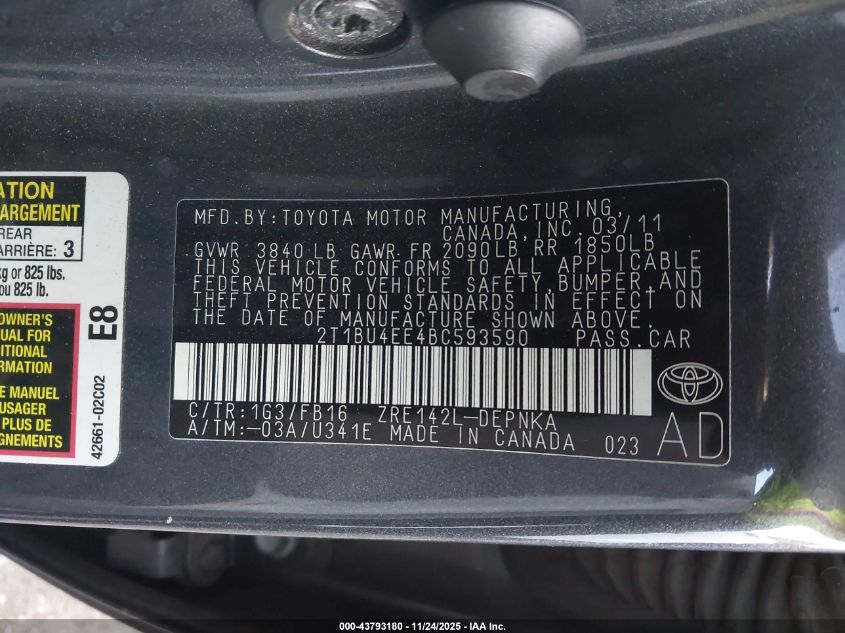 ATION
ARGEMENT
REAR
ARRIÈRE: 3
kg or 825 lbs.
ou 825 lb.
OWNER'S
UAL FOR
ITIONAL
RMATION
E MANUEL
USAGER
PLUS DE
IGNEMENTS
E8
42661-02C02
MFD. BY: TOYOTA MOTOR MANUFACTURING,
CANADA, INC. 03/11
GVWR 3840 LB GAWR FR 2090LB RR 1850LB
THIS VEHICLE CONFORMS TO ALL APPLICABLE
FEDERAL MOTOR VEHICLE SAFETY, BUMPER, AND
THEFT PREVENTION STANDARDS IN EFFECT ON
THE DATE OF MANUFACTURE SHOWN ABOVE.
2T1BU4EE4BC593590 PASS. CAR
C/TR: 1G3/FB16 ZRE142L-DEPNKA
A/TM:-03A/U341E MADE IN CANADA 023
AD
000-43793180 - 11/24/2025 - IAA Inc.